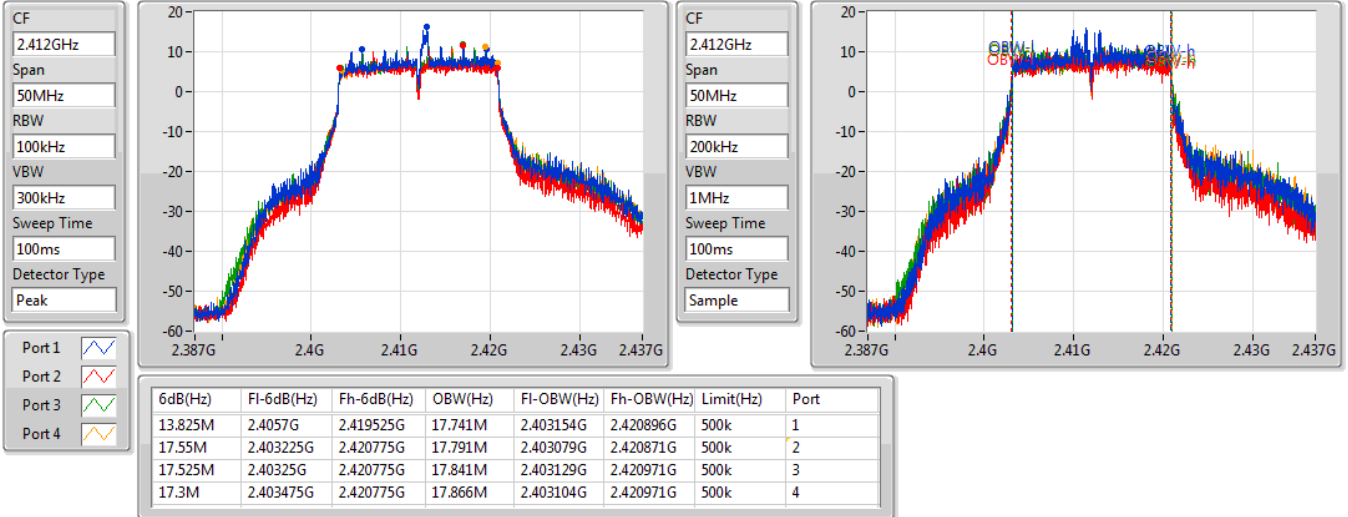 CF
2.412GHz
Span
50MHz
RBW
100kHz
VBW
300kHz
Sweep Time
100ms
Detector Type
Peak
20
10
0
-10
-20
-30
-40
-50
-60
2.387G 2.4G 2.41G 2.42G 2.43G 2.437G
CF
2.412GHz
Span
50MHz
RBW
200kHz
VBW
1MHz
Sweep Time
100ms
Detector Type
Sample
20
10
0
-10
-20
-30
-40
-50
-60
OBW-l
OBW-h
2.387G 2.4G 2.41G 2.42G 2.43G 2.437G
Port 1
Port 2
Port 3
Port 4
6dB(Hz) Fl-6dB(Hz) Fh-6dB(Hz) OBW(Hz) Fl-OBW(Hz) Fh-OBW(Hz) Limit(Hz) Port
13.825M 2.4057G 2.419525G 17.741M 2.403154G 2.420896G 500k 1
17.55M 2.403225G 2.420775G 17.791M 2.403079G 2.420871G 500k 2
17.525M 2.40325G 2.420775G 17.841M 2.403129G 2.420971G 500k 3
17.3M 2.403475G 2.420775G 17.866M 2.403104G 2.420971G 500k 4